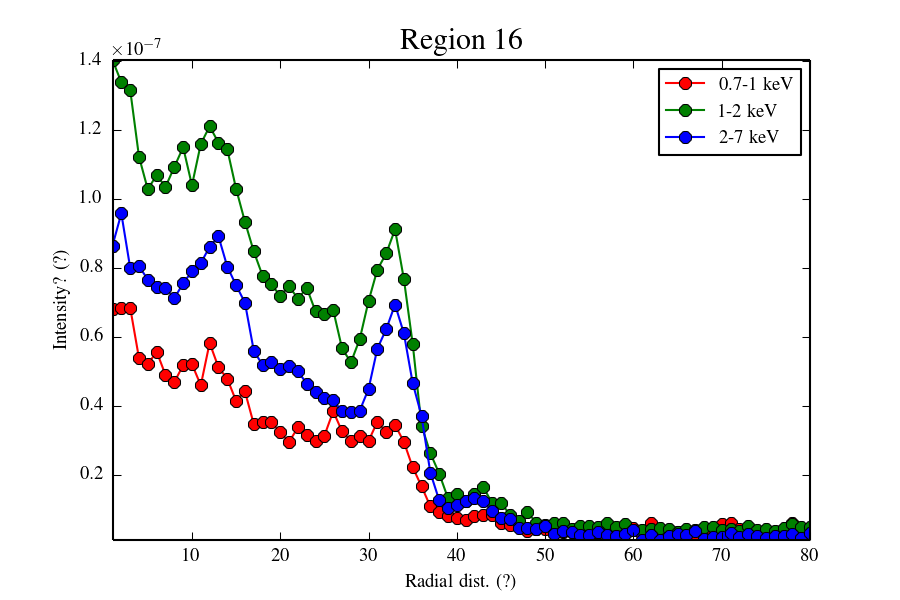 Region 16
×10⁻⁷
1.4
1.2
1.0
0.8
0.6
0.4
0.2
Intensity? (?)
0.7-1 keV
1-2 keV
2-7 keV
10 20 30 40 50 60 70 80
Radial dist. (?)